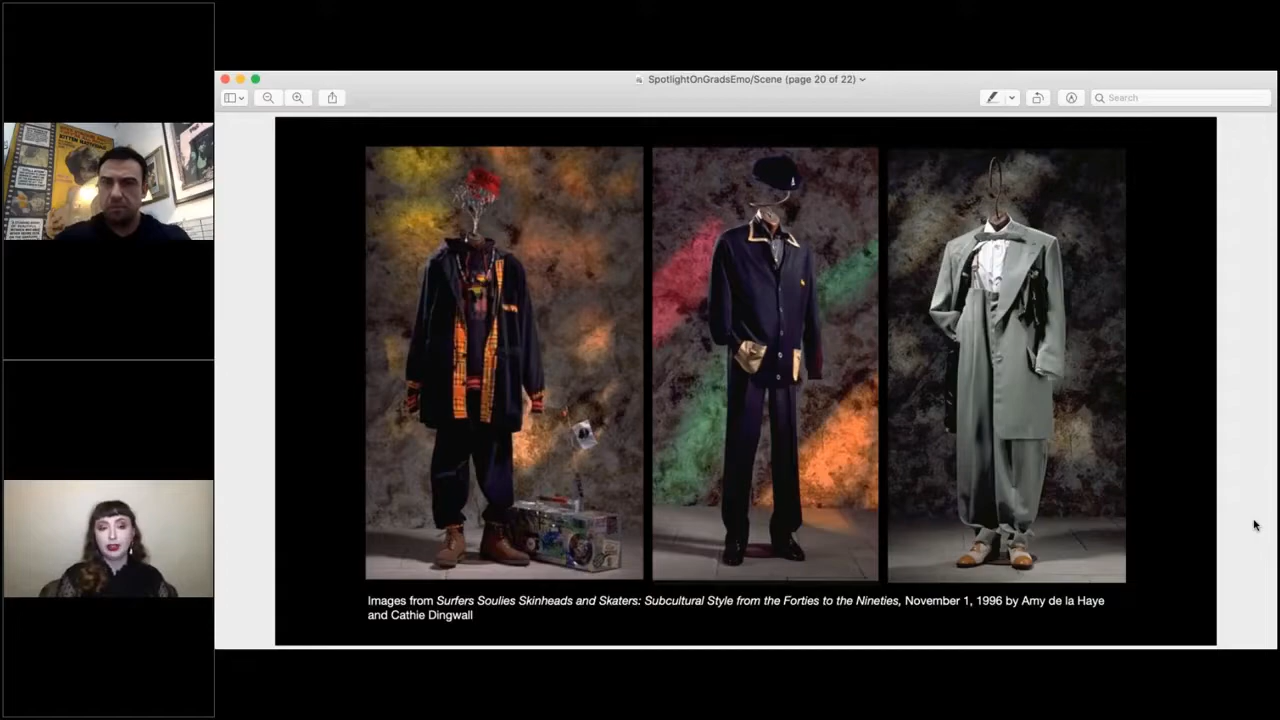 SpotlightOnGradsEmo/Scene (page 20 of 22)
Search
Images from Surfers Soulies Skinheads and Skaters: Subcultural Style from the Forties to the Nineties, November 1, 1996 by Amy de la Haye
and Cathie Dingwall